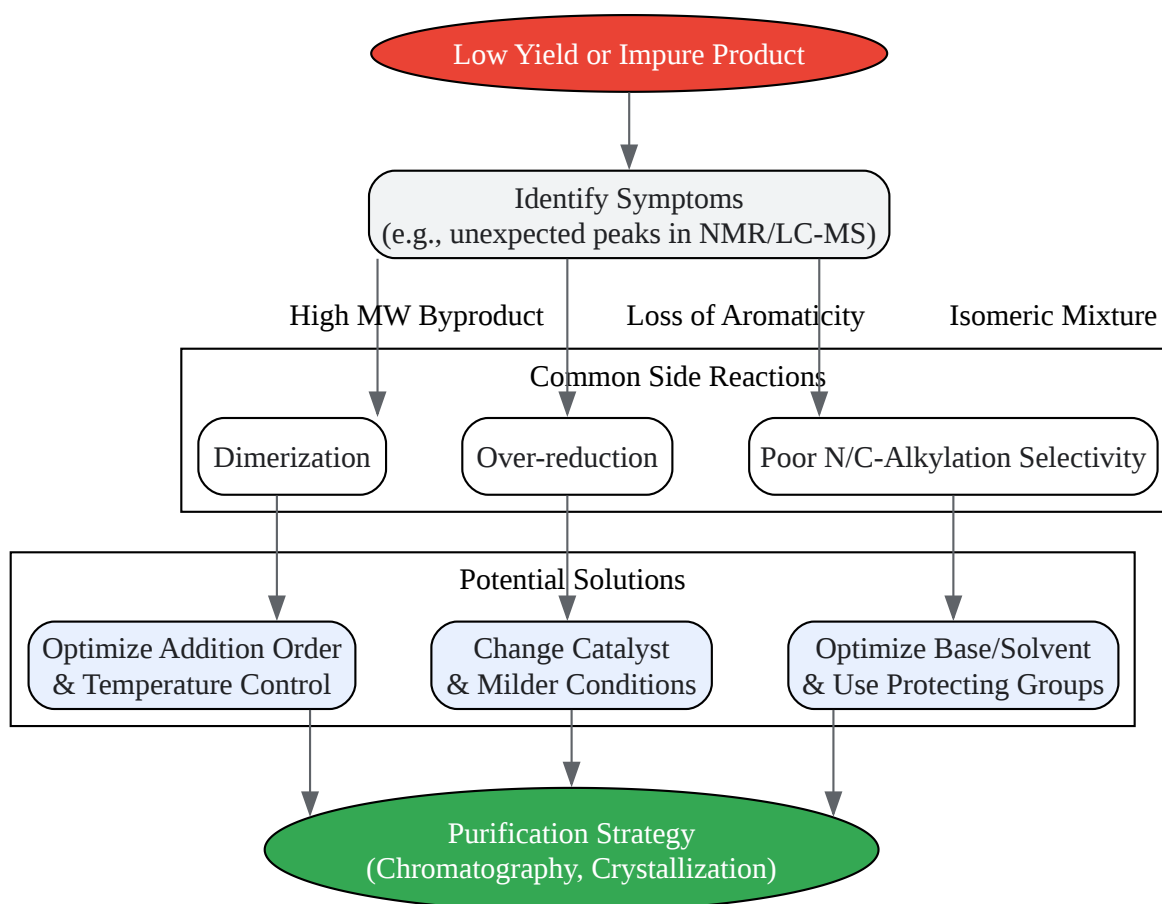 Low Yield or Impure Product
Identify Symptoms
(e.g., unexpected peaks in NMR/LC-MS)
High MW Byproduct
Loss of Aromaticity
Isomeric Mixture
Common Side Reactions
Dimerization
Over-reduction
Poor N/C-Alkylation Selectivity
Potential Solutions
Optimize Addition Order
& Temperature Control
Change Catalyst
& Milder Conditions
Optimize Base/Solvent
& Use Protecting Groups
Purification Strategy
(Chromatography, Crystallization)